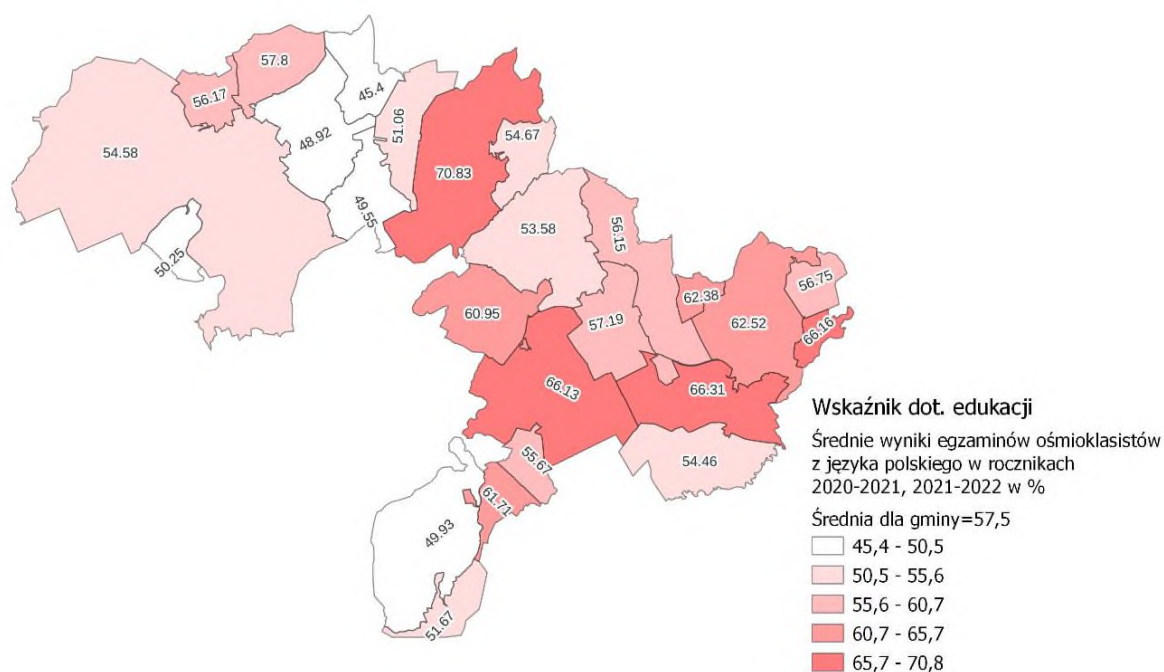 57.8
56.17
45.4
51.06
48.92
54.67
54.58
70.83
49.55
53.58
56.15
50.25
56.75
62.38
60.95
57.19
62.52
66.16
66.13
66.31
55.67
54.46
61.71
49.93
51.67
Wskaźnik dot. edukacji
Średnie wyniki egzaminów ośmioklasistów
z języka polskiego w rocznikach
2020-2021, 2021-2022 w %
Średnia dla gminy=57,5
45,4 - 50,5
50,5 - 55,6
55,6 - 60,7
60,7 - 65,7
65,7 - 70,8